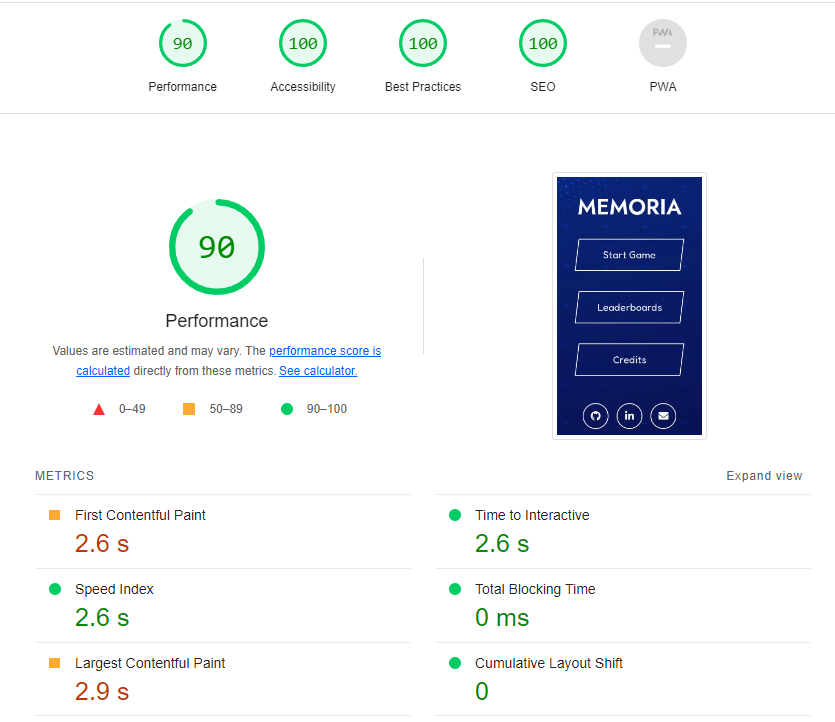 90
100
100
100
PWA
Performance
Accessibility
Best Practices
SEO
PWA
90
Performance
Values are estimated and may vary. The performance score is
calculated directly from these metrics. See calculator.
0–49
50–89
90–100
MEMORIA
Start Game
Leaderboards
Credits
in
METRICS
Expand view
First Contentful Paint
2.6 s
Time to Interactive
2.6 s
Speed Index
2.6 s
Total Blocking Time
0 ms
Largest Contentful Paint
2.9 s
Cumulative Layout Shift
0